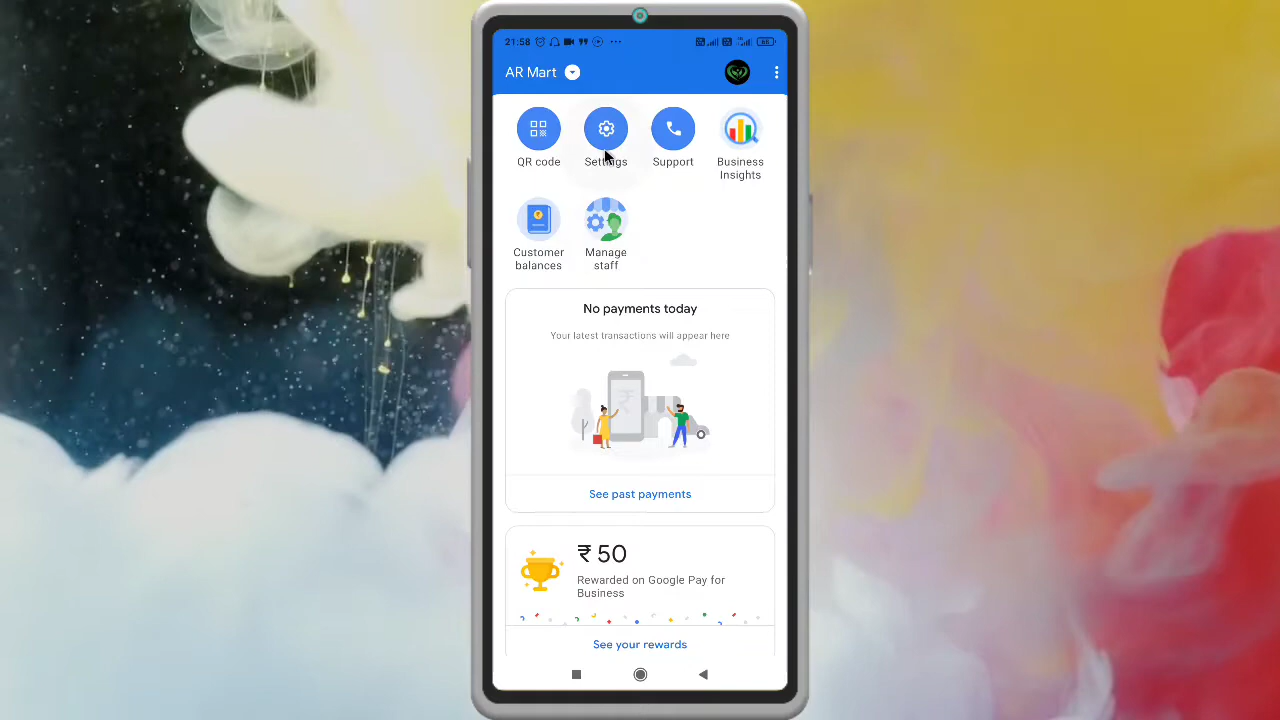 21:58
AR Mart
QR code
Settings
Support
Business
Insights
Customer
balances
Manage
staff
No payments today
Your latest transactions will appear here
₹
See past payments
₹ 50
Rewarded on Google Pay for
Business
See your rewards